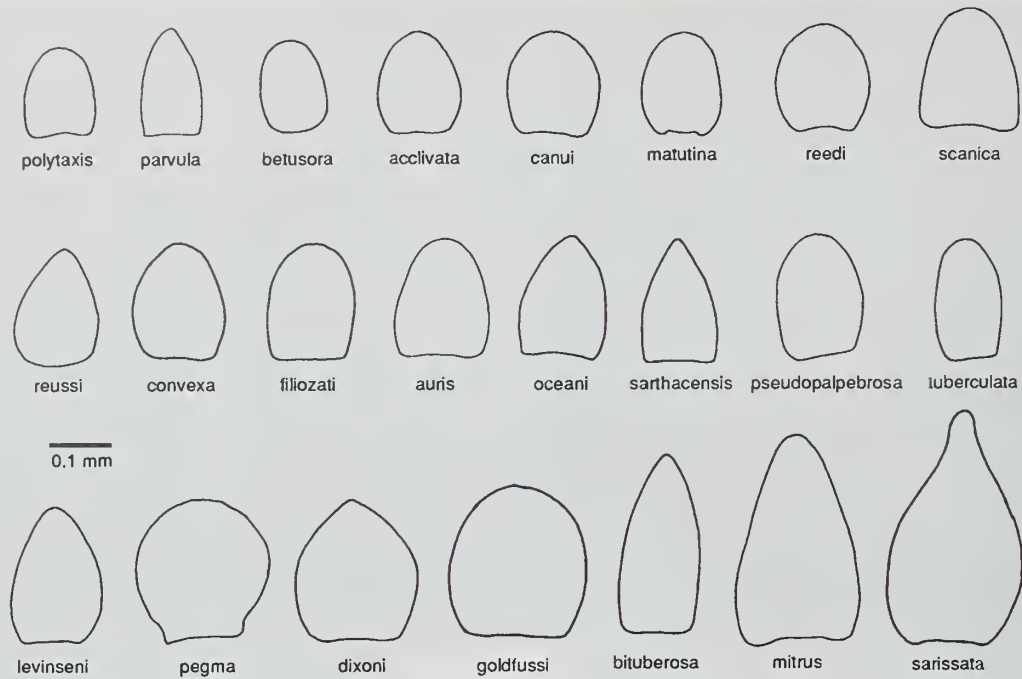 polytaxis parvula betusora acclivata canui matutina reedi scanica
reussi convexa filiozati auris oceani sarthacensis pseudopalpebrosa tuberculata
0.1 mm
levinseni pegma dixoni goldfussi bituberosa mitrus sarissata